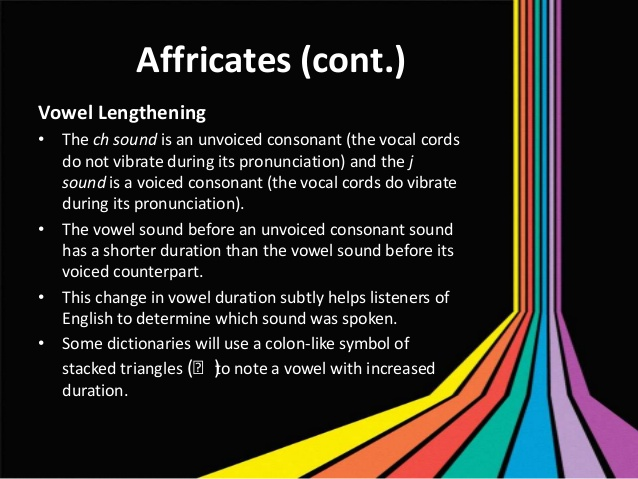 Affricates (cont.)
Vowel Lengthening
• The ch sound is an unvoiced consonant (the vocal cords
do not vibrate during its pronunciation) and the j
sound is a voiced consonant (the vocal cords do vibrate
during its pronunciation).
• The vowel sound before an unvoiced consonant sound
has a shorter duration than the vowel sound before its
voiced counterpart.
• This change in vowel duration subtly helps listeners of
English to determine which sound was spoken.
• Some dictionaries will use a colon-like symbol of
stacked triangles (⍰) to note a vowel with increased
duration.